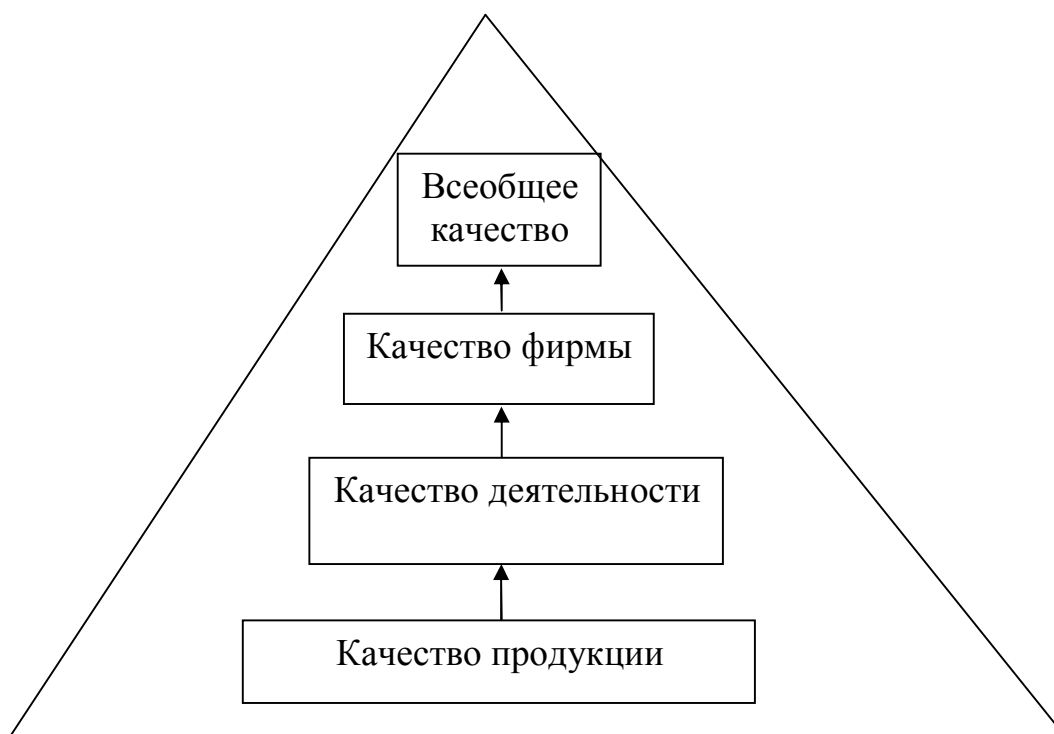 Всеобщее
качество
Качество фирмы
Качество деятельности
Качество продукции